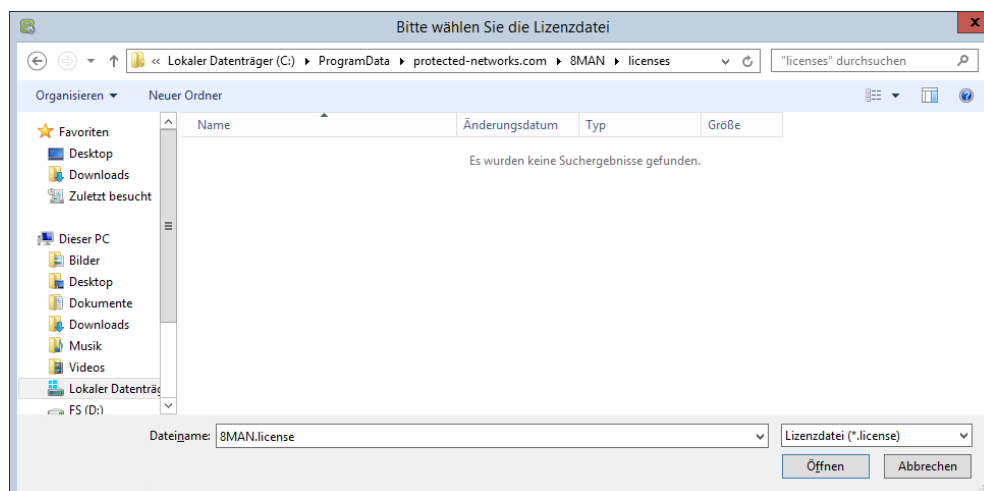 Bitte wählen Sie die Lizenzdatei
x
« Lokaler Datenträger (C:) ▸ ProgramData ▸ protected-networks.com ▸ 8MAN ▸ licenses
"licenses" durchsuchen
Organisieren Neuer Ordner
Name Änderungsdatum Typ Größe
Es wurden keine Suchergebnisse gefunden.
Favoriten
Desktop
Downloads
Zuletzt besucht
Dieser PC
Bilder
Desktop
Dokumente
Downloads
Musik
Videos
Lokaler Datenträg
FS (D:)
Dateiname: 8MAN.license
Lizenzdatei (*.license)
Öffnen Abbrechen